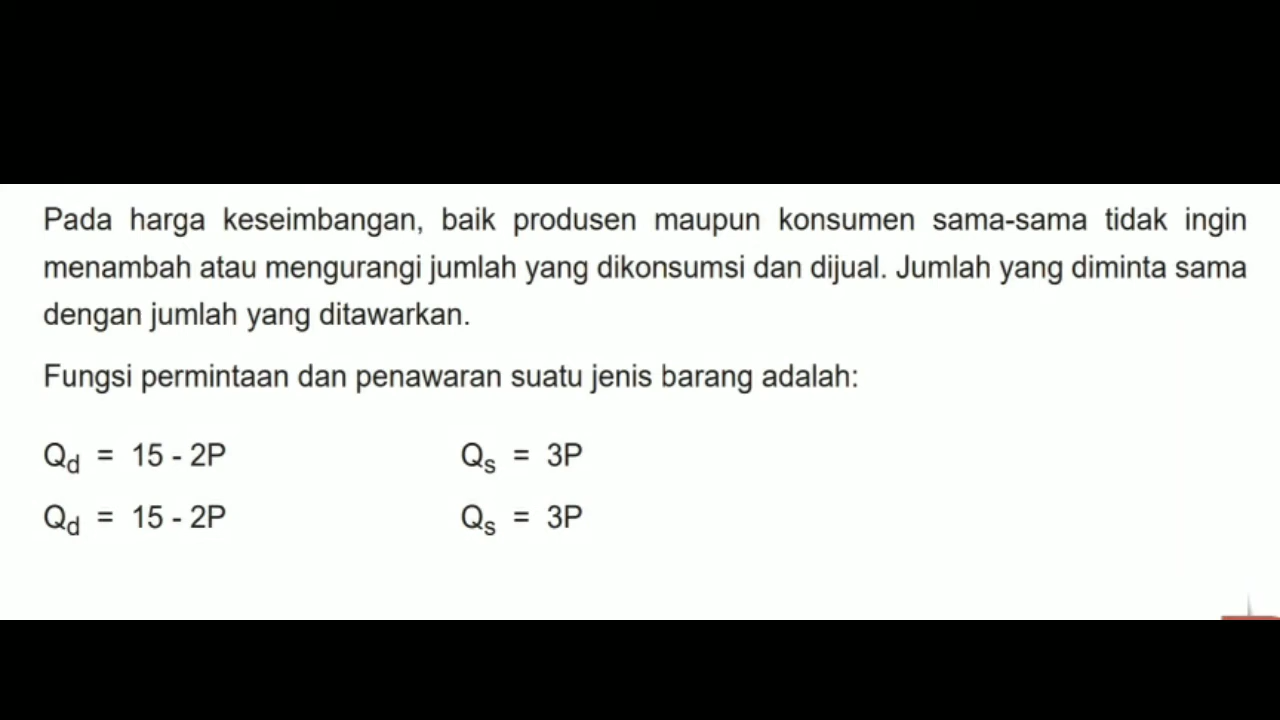 Pada harga keseimbangan, baik produsen maupun konsumen sama-sama tidak ingin
menambah atau mengurangi jumlah yang dikonsumsi dan dijual. Jumlah yang diminta sama
dengan jumlah yang ditawarkan.
Fungsi permintaan dan penawaran suatu jenis barang adalah:
Qd = 15 - 2P Qs = 3P
Qd = 15 - 2P Qs = 3P